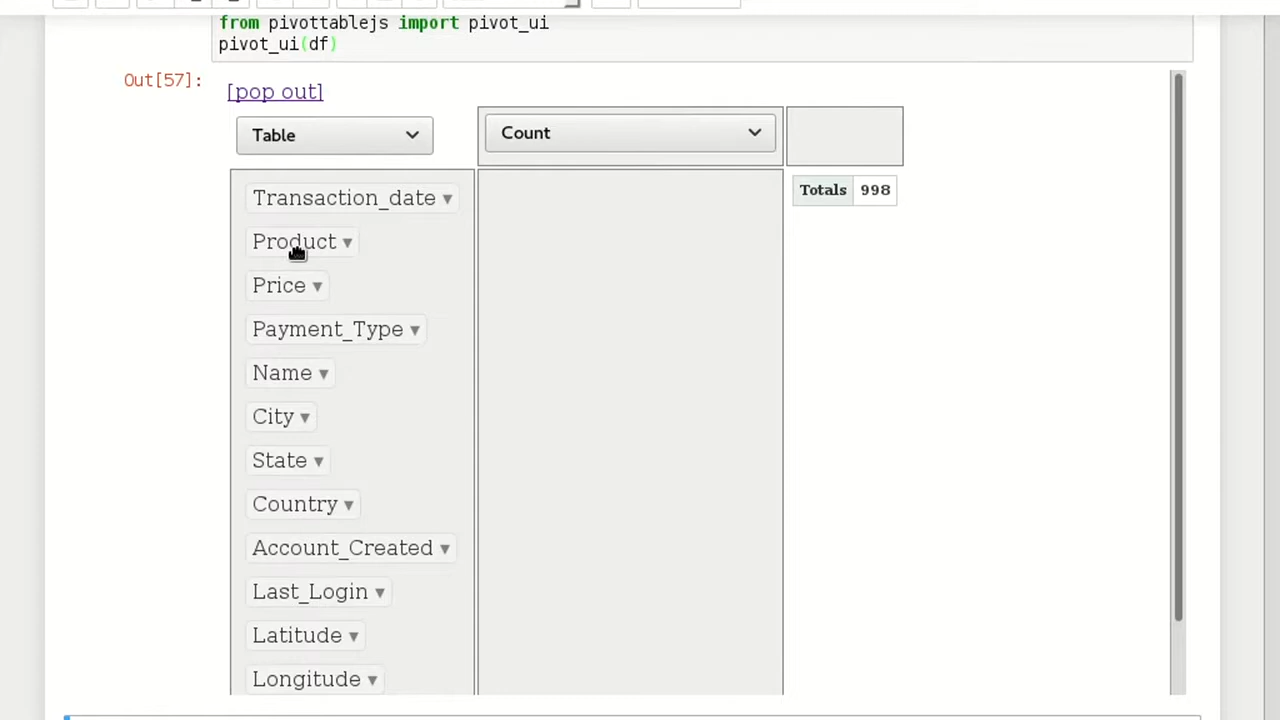 from pivottablejs import pivot_ui
pivot_ui(df)
Out[57]:
[pop out]
Table
Count
Transaction_date ▾
Totals 998
Product ▾
Price ▾
Payment_Type ▾
Name ▾
City ▾
State ▾
Country ▾
Account_Created ▾
Last_Login ▾
Latitude ▾
Longitude ▾